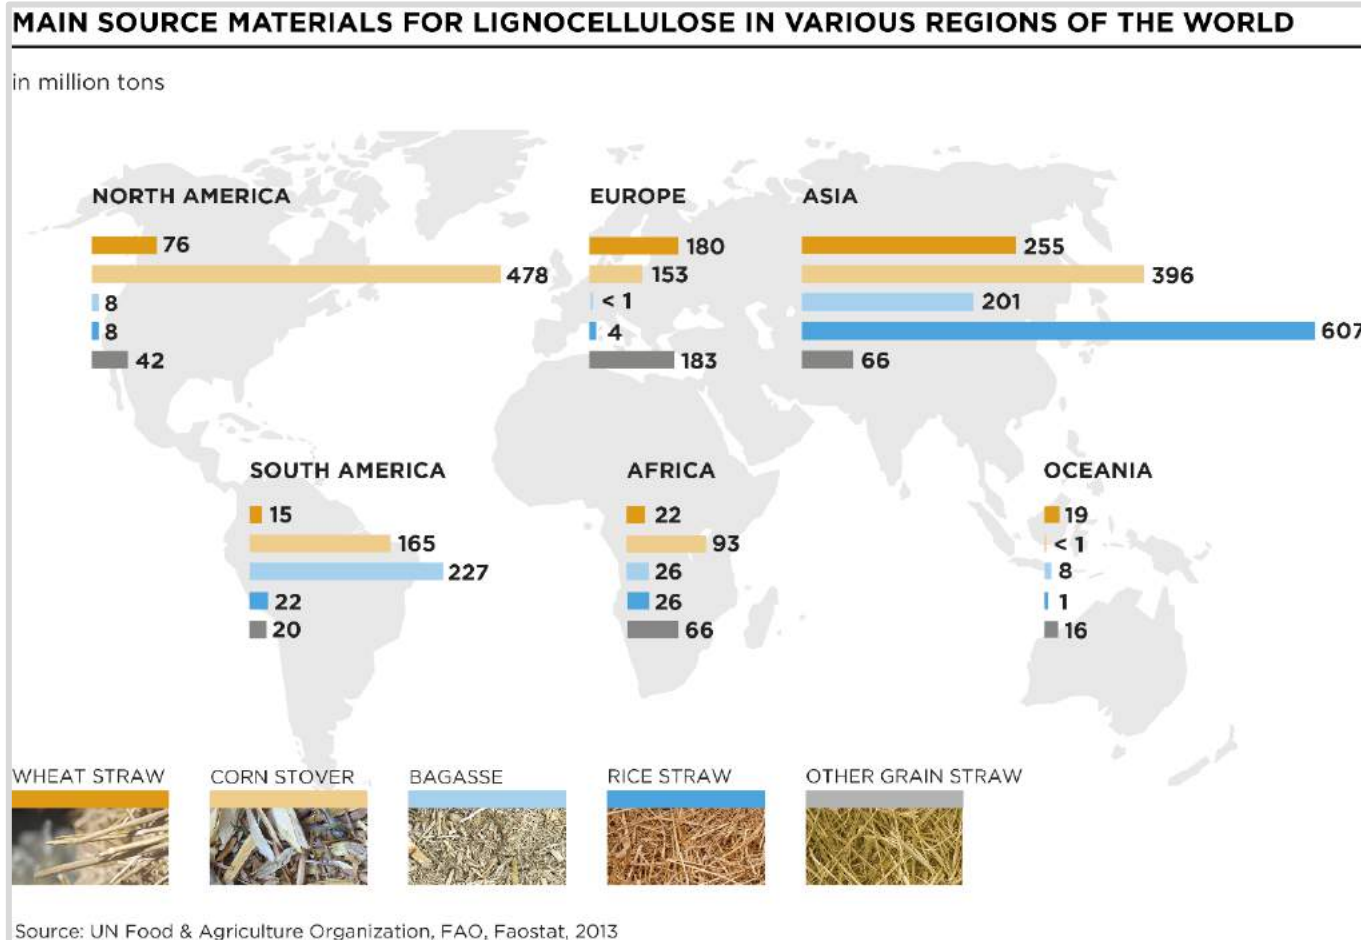 MAIN SOURCE MATERIALS FOR LIGNOCELLULOSE IN VARIOUS REGIONS OF THE WORLD
in million tons
NORTH AMERICA
76
478
8
8
42
EUROPE
180
153
< 1
4
183
ASIA
255
396
201
607
66
SOUTH AMERICA
15
165
227
22
20
AFRICA
22
93
26
26
66
OCEANIA
19
< 1
8
1
16
WHEAT STRAW
CORN STOVER
BAGASSE
RICE STRAW
OTHER GRAIN STRAW
Source: UN Food & Agriculture Organization, FAO, Faostat, 2013